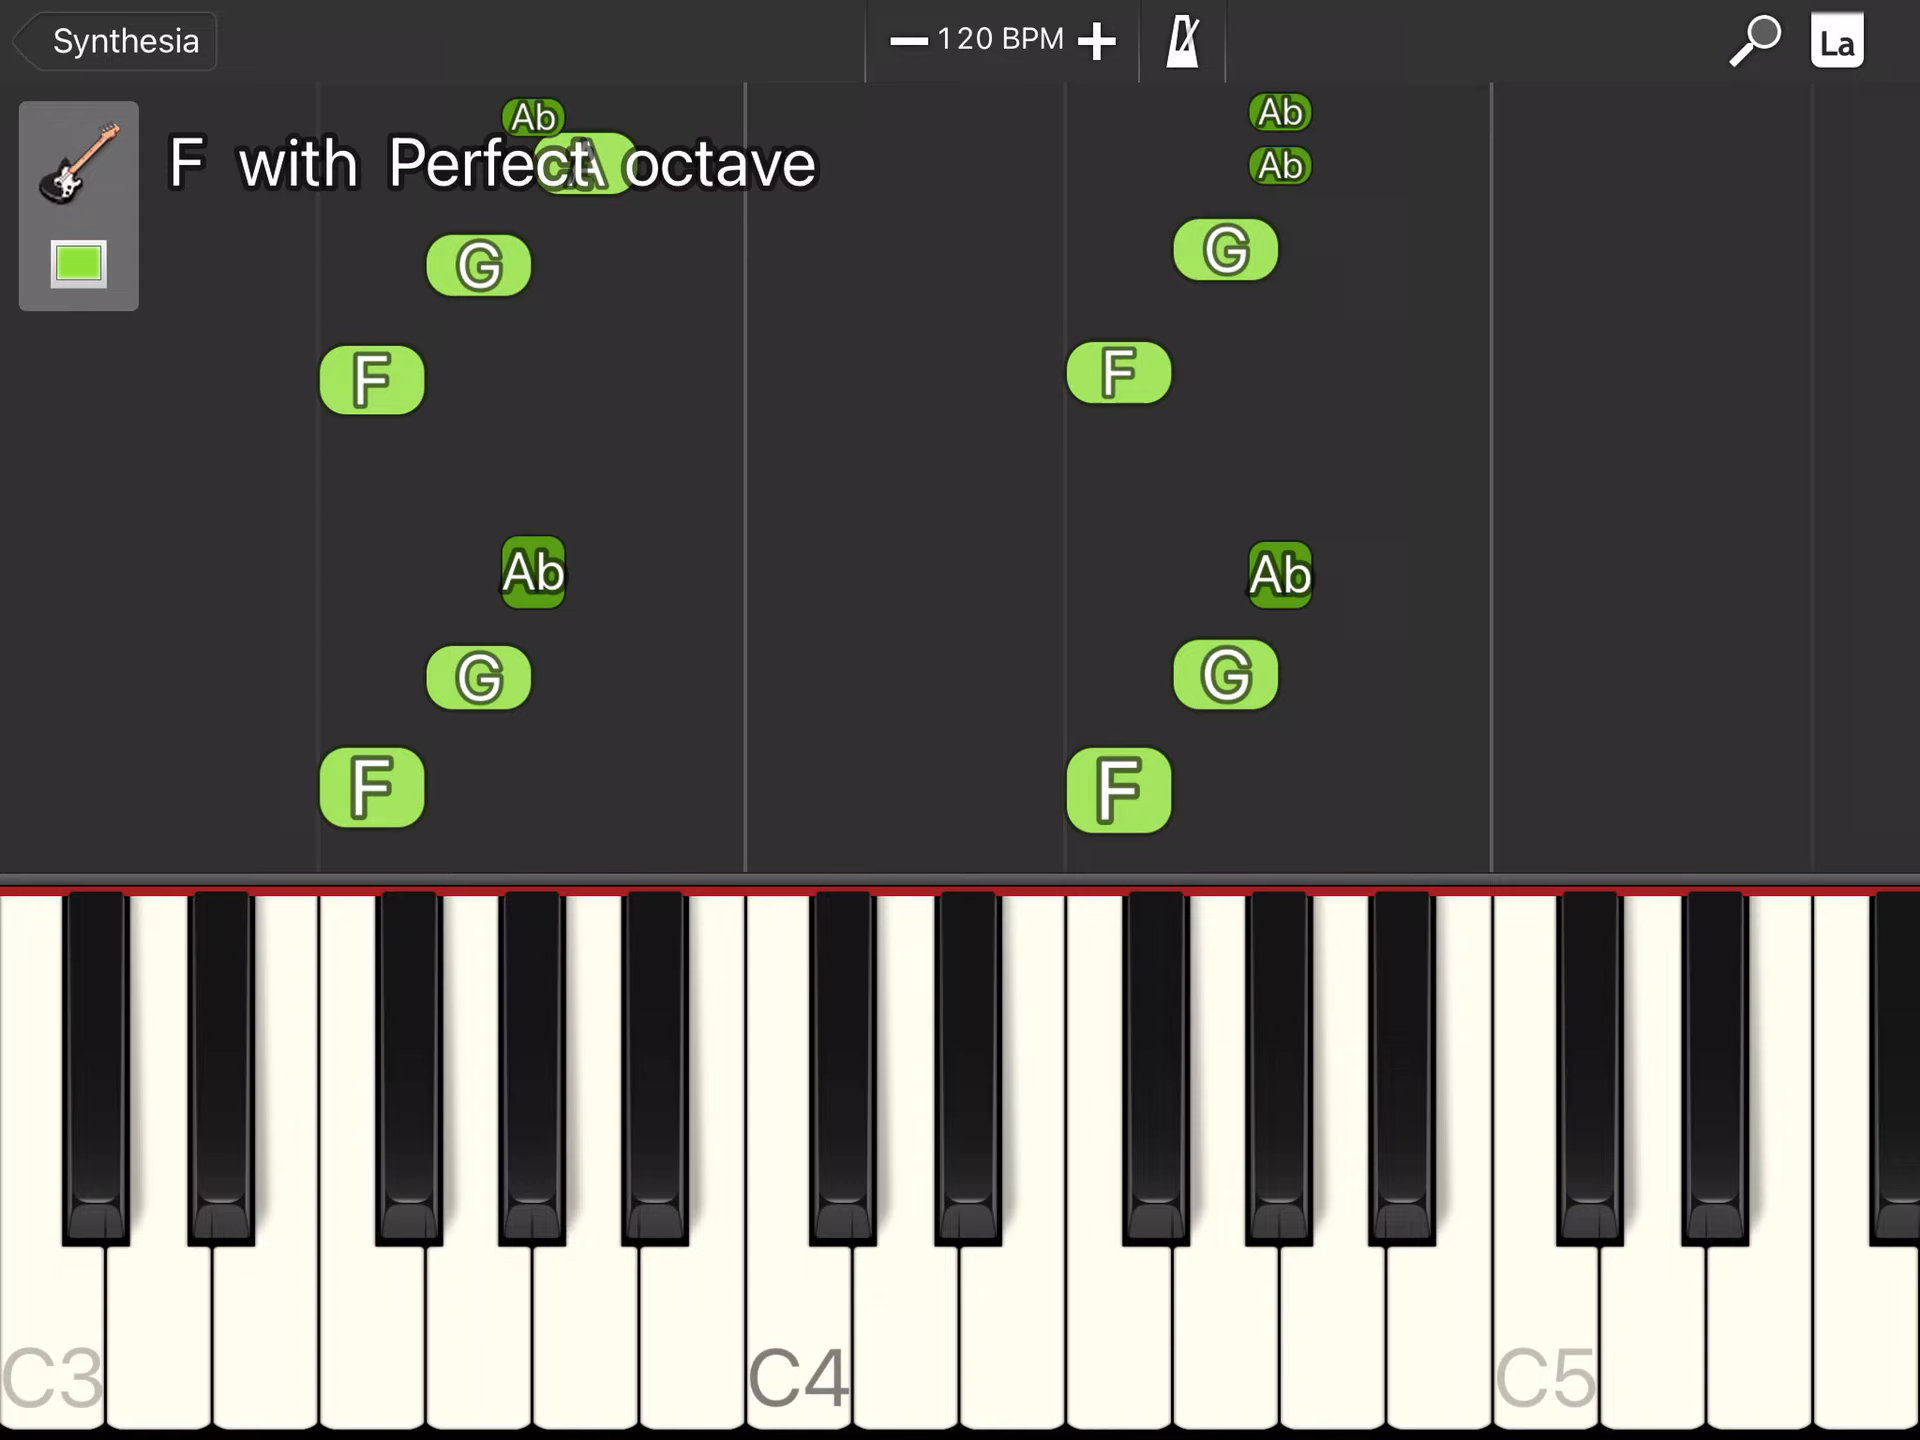 Synthesia
120 BPM
La
Ab Ab
F with Perfect octave
A Ab
G G
F F
Ab Ab
G G
F F
C3 C4 C5